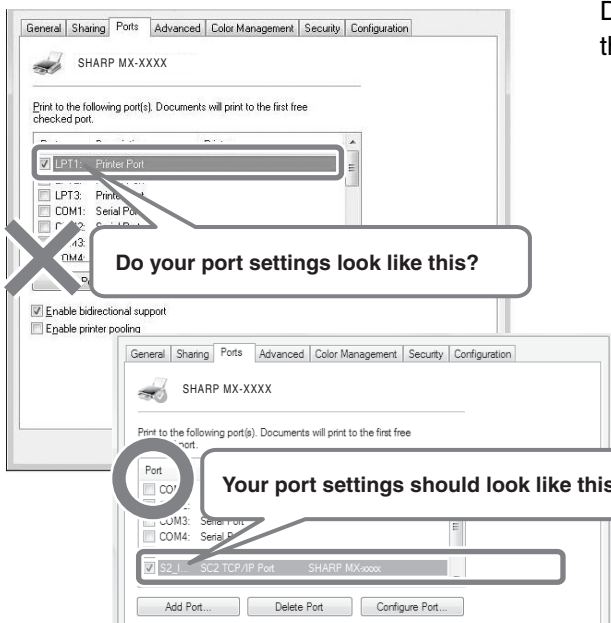 General Sharing Ports Advanced Color Management Security Configuration
SHARP MX-XXXX
Print to the following port(s). Documents will print to the first free
checked port.
LPT1: Printer Port
LPT3:
COM1: Serial
Do your port settings look like this?
Enable bidirectional support
Enable printer pooling
General Sharing Ports Advanced Color Management Security Configuration
SHARP MX-XXXX
Print to the following port(s). Documents will print to the first free
port.
Port
Your port settings should look like this
COM3: Serial Port
COM4: Serial
S2_I... SC2 TCP/IP Port SHARP MX-xxxx
Add Port... Delete Port Configure Port...